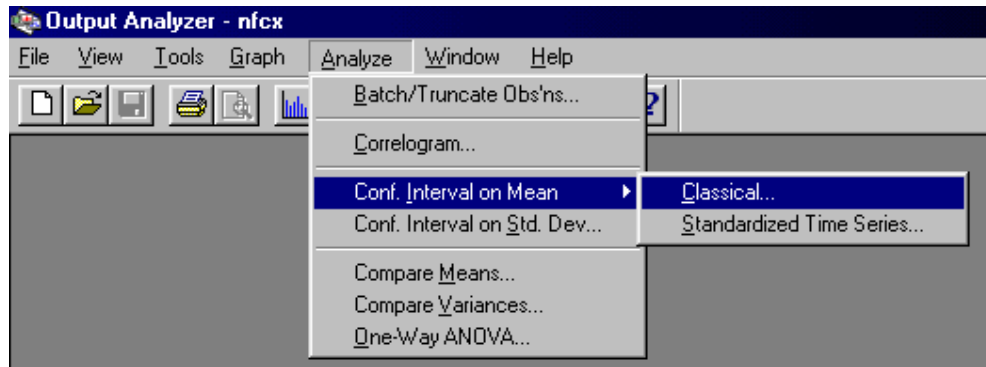 Output Analyzer - nfcx
File View Tools Graph Analyze Window Help
Batch/Truncate Obs'ns...
?
Correlogram...
Conf. Interval on Mean
Classical...
Conf. Interval on Std. Dev...
Standardized Time Series...
Compare Means...
Compare Variances...
One-Way ANOVA...